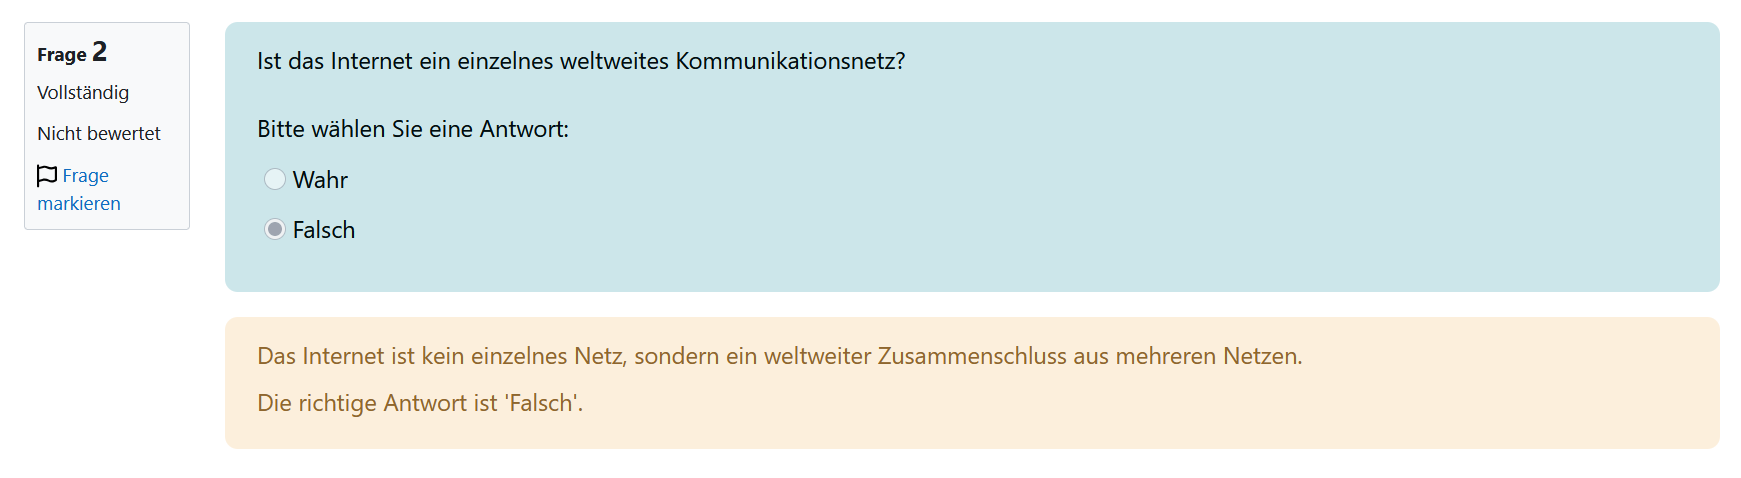 Frage 2
Vollständig
Nicht bewertet
Frage
markieren
Ist das Internet ein einzelnes weltweites Kommunikationsnetz?
Bitte wählen Sie eine Antwort:
Wahr
Falsch
Das Internet ist kein einzelnes Netz, sondern ein weltweiter Zusammenschluss aus mehreren Netzen.
Die richtige Antwort ist 'Falsch'.